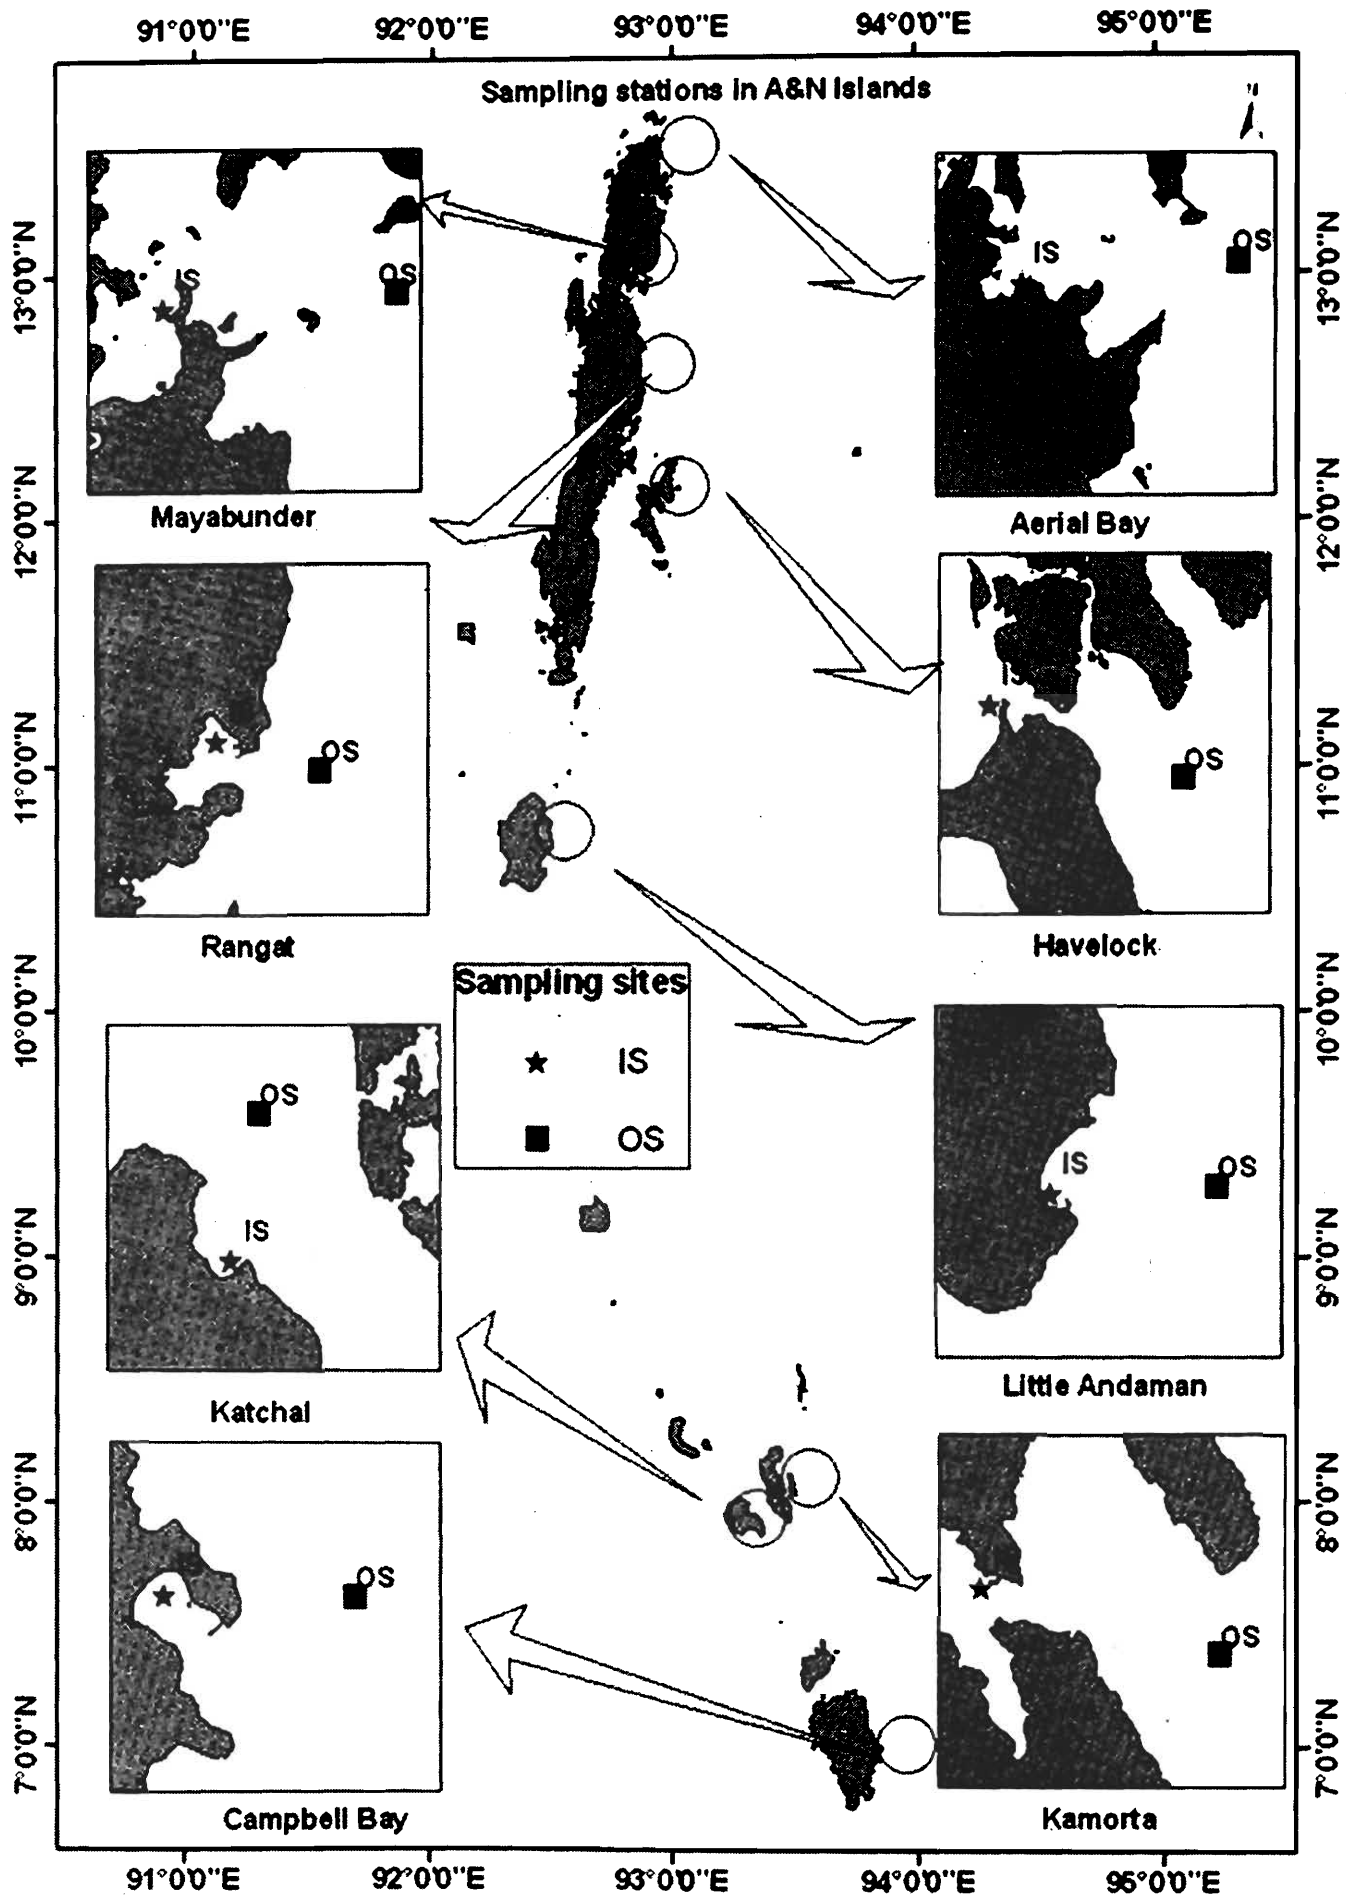 91°0'0"E 92°0'0"E 93°0'0"E 94°0'0"E 95°0'0"E
Sampling stations in A&N Islands
13°0'0"N
12°0'0"N
11°0'0"N
10°0'0"N
9°0'0"N
8°0'0"N
7°0'0"N
IS
OS
Mayabunder
IS
OS
Aerial Bay
OS
Rangat
IS
OS
Havelock
Sampling sites
IS
OS
OS
IS
Katchal
IS
OS
Little Andaman
OS
Campbell Bay
OS
Kamorta
13°0'0"N
12°0'0"N
11°0'0"N
10°0'0"N
9°0'0"N
8°0'0"N
7°0'0"N
91°0'0"E 92°0'0"E 93°0'0"E 94°0'0"E 95°0'0"E